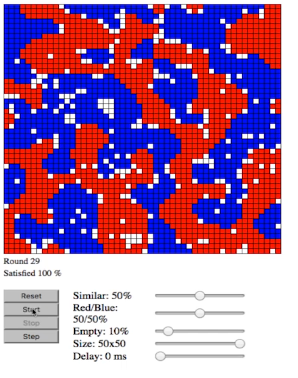 Round 29
Satisfied 100 %
Reset
Start
Stop
Step
Similar: 50%
Red/Blue:
50/50%
Empty: 10%
Size: 50x50
Delay: 0 ms